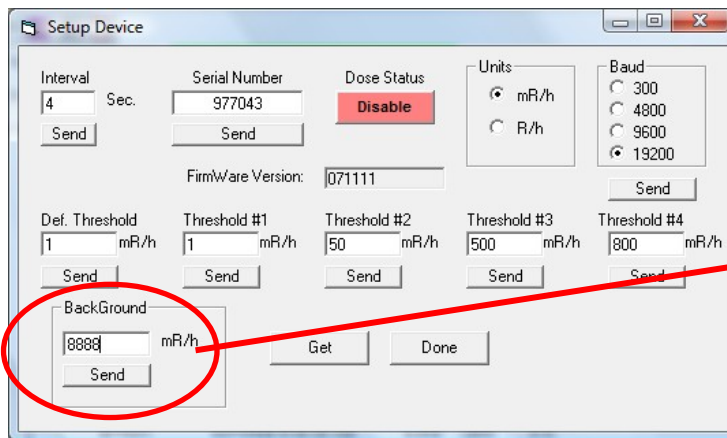 Setup Device
Interval
4 Sec.
Send
Serial Number
977043
Send
Dose Status
Disable
Units
mR/h
R/h
Baud
300
4800
9600
19200
Send
FirmWare Version: 071111
Def. Threshold
1 mR/h
Send
Threshold #1
1 mR/h
Send
Threshold #2
50 mR/h
Send
Threshold #3
500 mR/h
Send
Threshold #4
800 mR/h
Send
BackGround
8888 mR/h
Send
Get
Done